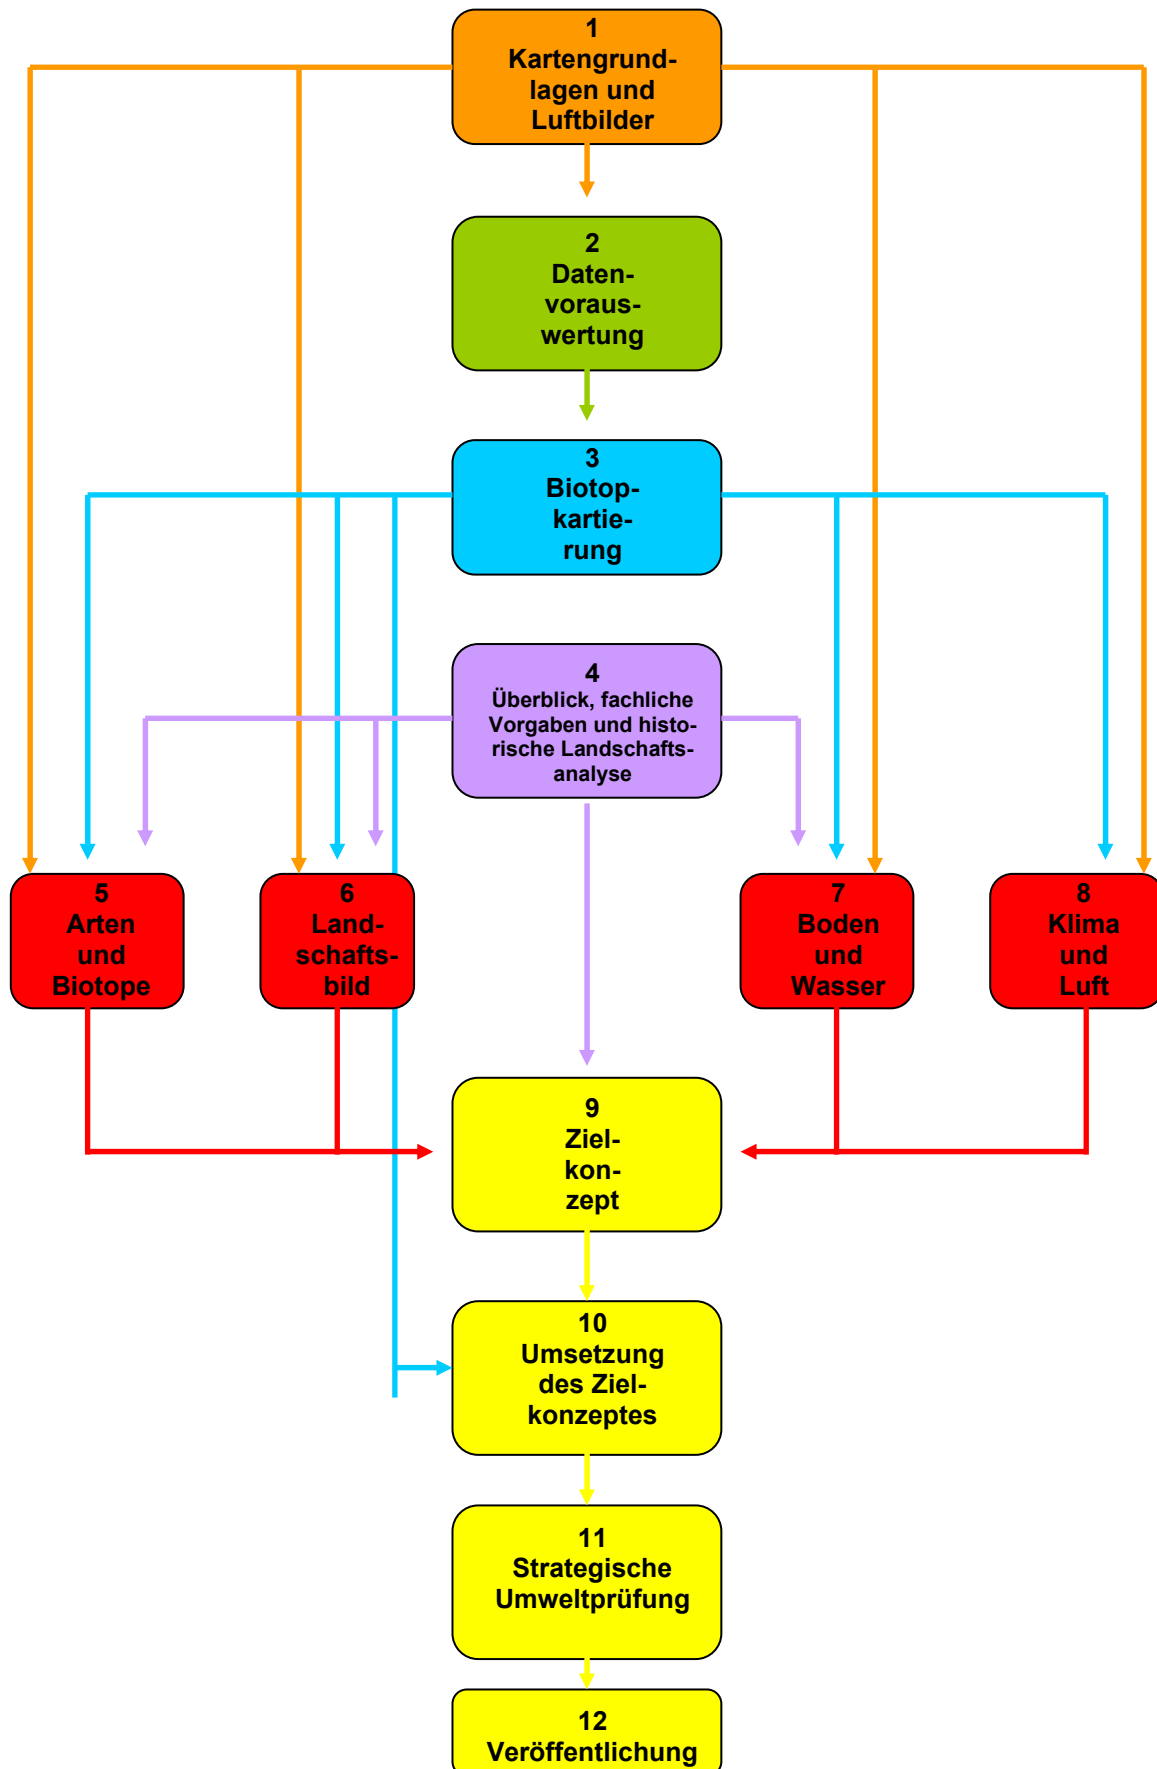 1
Kartengrund-
lagen und
Luftbilder
2
Daten-
voraus-
wertung
3
Biotop-
kartie-
rung
4
Überblick, fachliche
Vorgaben und histo-
rische Landschafts-
analyse
5
Arten
und
Biotope
6
Land-
schafts-
bild
7
Boden
und
Wasser
8
Klima
und
Luft
9
Ziel-
kon-
zept
10
Umsetzung
des Ziel-
konzeptes
11
Strategische
Umweltprüfung
12
Veröffentlichung